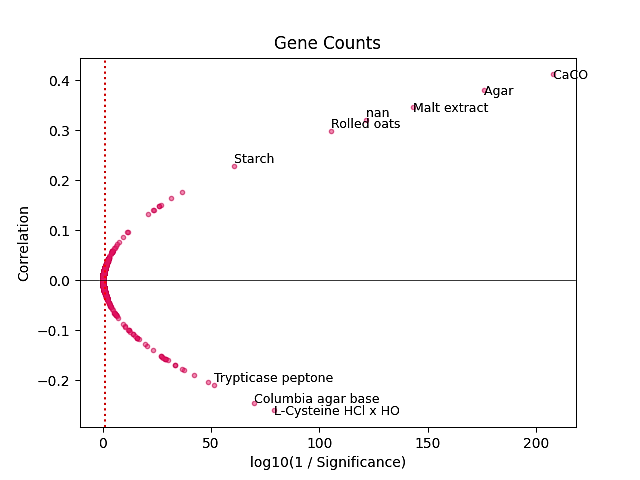 Gene Counts
0.4
0.3
0.2
0.1
0.0
−0.1
−0.2
Correlation
CaCO
Agar
Malt extract
nan
Rolled oats
Starch
Trypticase peptone
Columbia agar base
L-Cysteine HCl x HO
0
50
100
150
200
log10(1 / Significance)